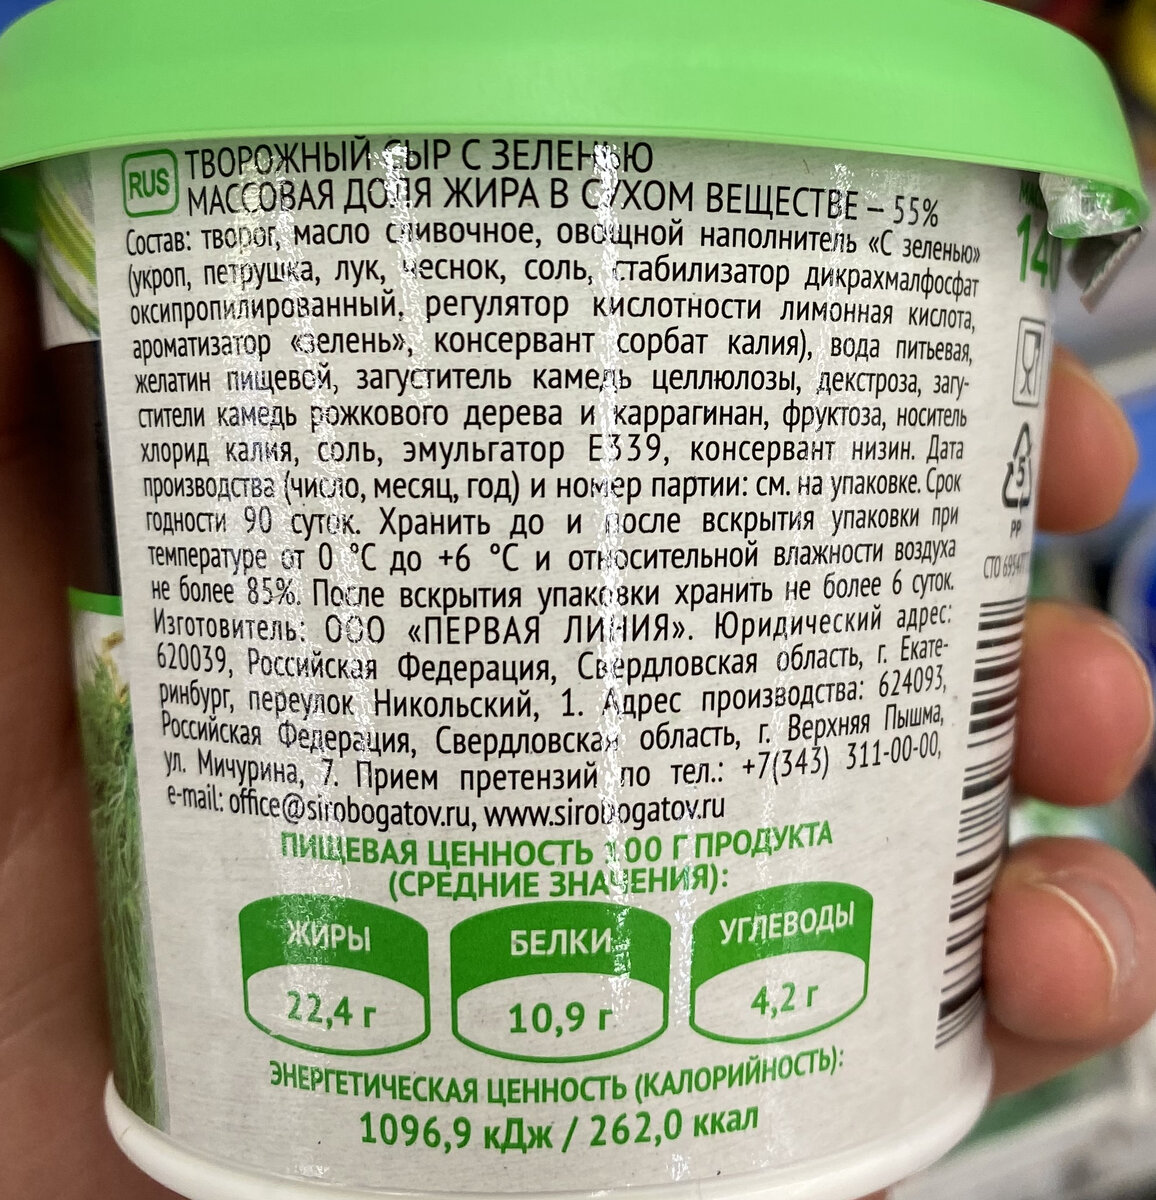 RUS ТВОРОЖНЫЙ СЫР С ЗЕЛЕНЬЮ
МАССОВАЯ ДОЛЯ ЖИРА В СУХОМ ВЕЩЕСТВЕ – 55%
Состав: творог, масло сливочное, овощной наполнитель «С зеленью»
(укроп, петрушка, лук, чеснок, соль, стабилизатор дикрахмалфосфат
оксипропилированный, регулятор кислотности лимонная кислота,
ароматизатор «зелень», консервант сорбат калия), вода питьевая,
желатин пищевой, загуститель камедь целлюлозы, декстроза, загу-
стители камедь рожкового дерева и каррагинан, фруктоза, носитель
хлорид калия, соль, эмульгатор Е339, консервант низин. Дата
производства (число, месяц, год) и номер партии: см. на упаковке. Срок
годности 90 суток. Хранить до и после вскрытия упаковки при
температуре от 0 °С до +6 °С и относительной влажности воздуха
не более 85%. После вскрытия упаковки хранить не более 6 суток.
Изготовитель: ООО «ПЕРВАЯ ЛИНИЯ». Юридический адрес:
620039, Российская Федерация, Свердловская область, г. Екате-
ринбург, переулок Никольский, 1. Адрес производства: 624093,
Российская Федерация, Свердловская область, г. Верхняя Пышма,
ул. Мичурина, 7. Прием претензий по тел.: +7(343) 311-00-00,
e-mail: office@sirobogatov.ru, www.sirobogatov.ru
ПИЩЕВАЯ ЦЕННОСТЬ 100 Г ПРОДУКТА
(СРЕДНИЕ ЗНАЧЕНИЯ):
ЖИРЫ БЕЛКИ УГЛЕВОДЫ
22,4 г 10,9 г 4,2 г
ЭНЕРГЕТИЧЕСКАЯ ЦЕННОСТЬ (КАЛОРИЙНОСТЬ):
1096,9 кДж / 262,0 ккал
5
PP
СТО